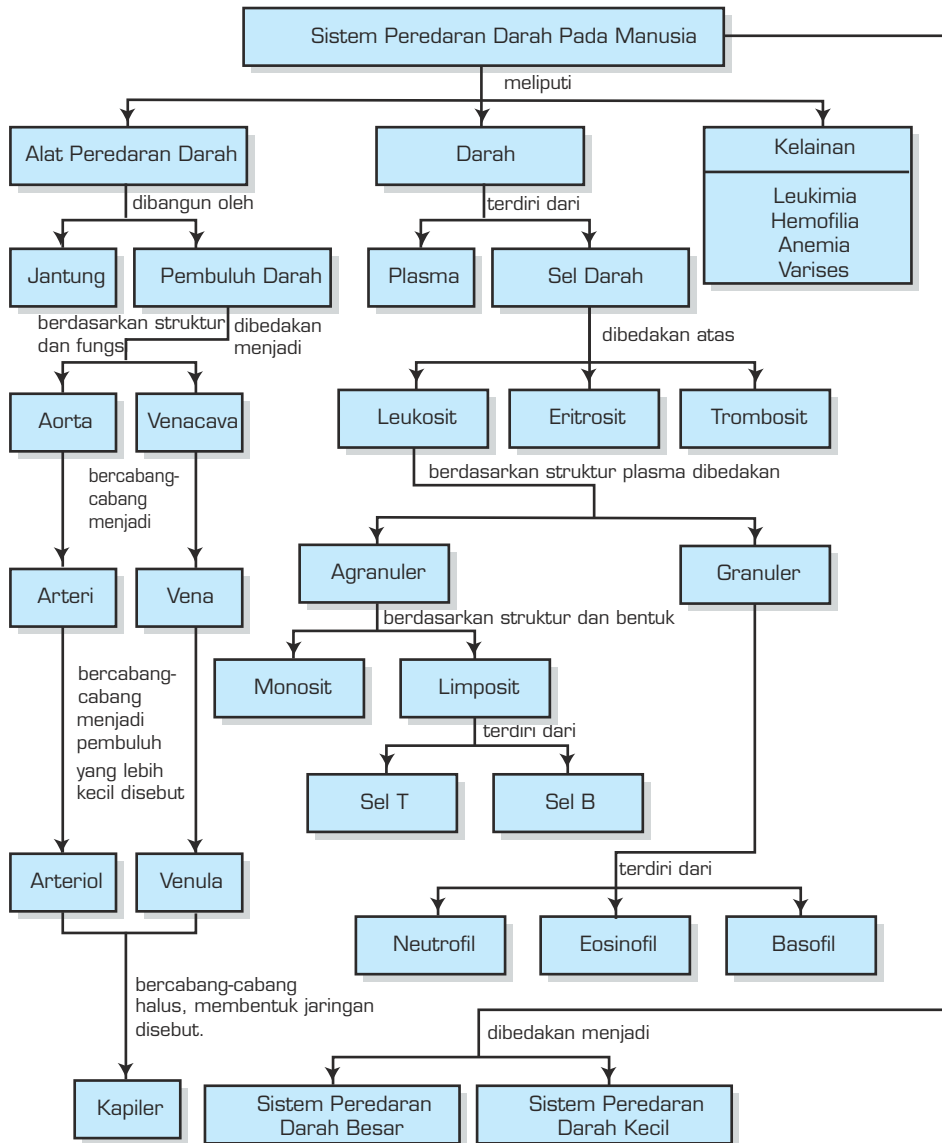 Sistem Peredaran Darah Pada Manusia
meliputi
Alat Peredaran Darah
Darah
Kelainan
Leukimia
Hemofilia
Anemia
Varises
dibangun oleh
terdiri dari
Jantung
Pembuluh Darah
Plasma
Sel Darah
berdasarkan struktur
dan fungs
dibedakan
menjadi
dibedakan atas
Aorta
Venacava
Leukosit
Eritrosit
Trombosit
bercabang-
cabang
menjadi
berdasarkan struktur plasma dibedakan
Arteri
Vena
Agranuler
Granuler
berdasarkan struktur dan bentuk
Monosit
Limposit
bercabang-
cabang
menjadi
pembuluh
yang lebih
kecil disebut
terdiri dari
Sel T
Sel B
Arteriol
Venula
terdiri dari
Neutrofil
Eosinofil
Basofil
bercabang-cabang
halus, membentuk jaringan
disebut.
dibedakan menjadi
Kapiler
Sistem Peredaran
Darah Besar
Sistem Peredaran
Darah Kecil